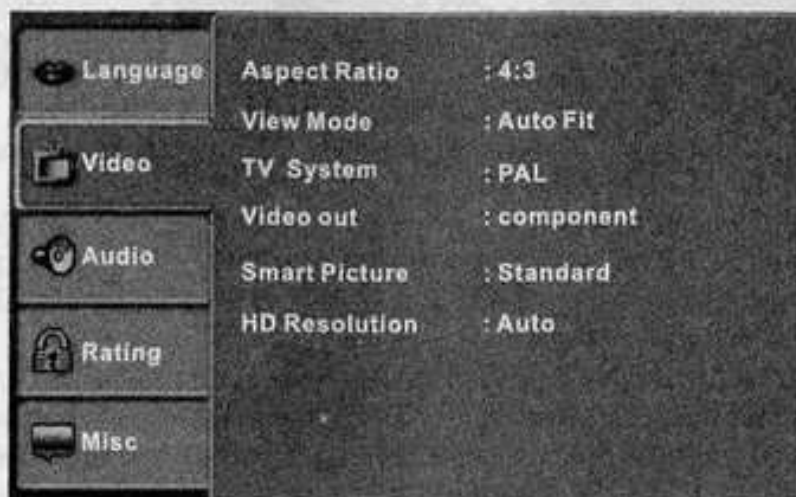 Language
Video
Audio
Rating
Misc
Aspect Ratio : 4:3
View Mode : Auto Fit
TV System : PAL
Video out : component
Smart Picture : Standard
HD Resolution : Auto